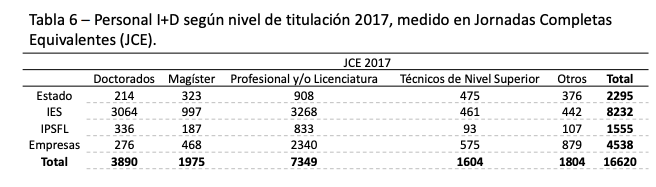 Tabla 6 – Personal I+D según nivel de titulación 2017, medido en Jornadas Completas
Equivalentes (JCE).
JCE 2017
Doctorados Magíster Profesional y/o Licenciatura Técnicos de Nivel Superior Otros Total
Estado 214 323 908 475 376 2295
IES 3064 997 3268 461 442 8232
IPSFL 336 187 833 93 107 1555
Empresas 276 468 2340 575 879 4538
Total 3890 1975 7349 1604 1804 16620